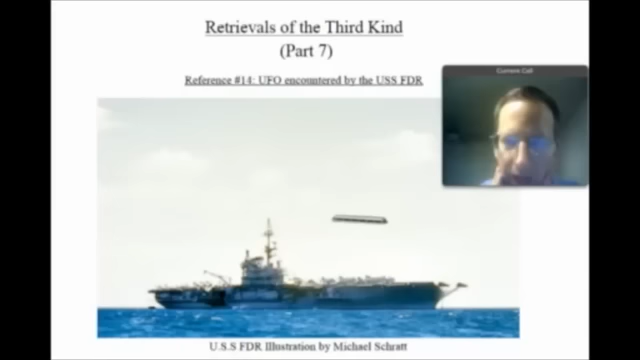 Retrievals of the Third Kind
(Part 7)
Reference #14: UFO encountered by the USS FDR
Current Call
U.S.S FDR Illustration by Michael Schratt